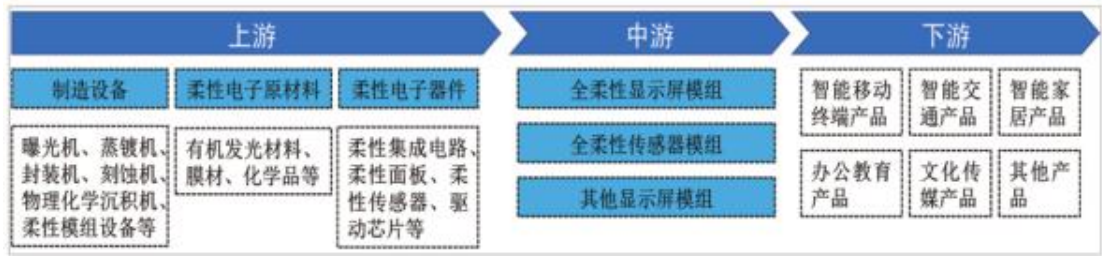 上游
中游
下游
制造设备
柔性电子原材料
柔性电子器件
曝光机、蒸镀机、
封装机、刻蚀机、
物理化学沉积机、
柔性模组设备等
有机发光材料、
膜材、化学品等
柔性集成电路、
柔性面板、柔
性传感器、驱
动芯片等
全柔性显示屏模组
全柔性传感器模组
其他显示屏模组
智能移动
终端产品
智能交
通产品
智能家
居产品
办公教育
产品
文化传
媒产品
其他产
品